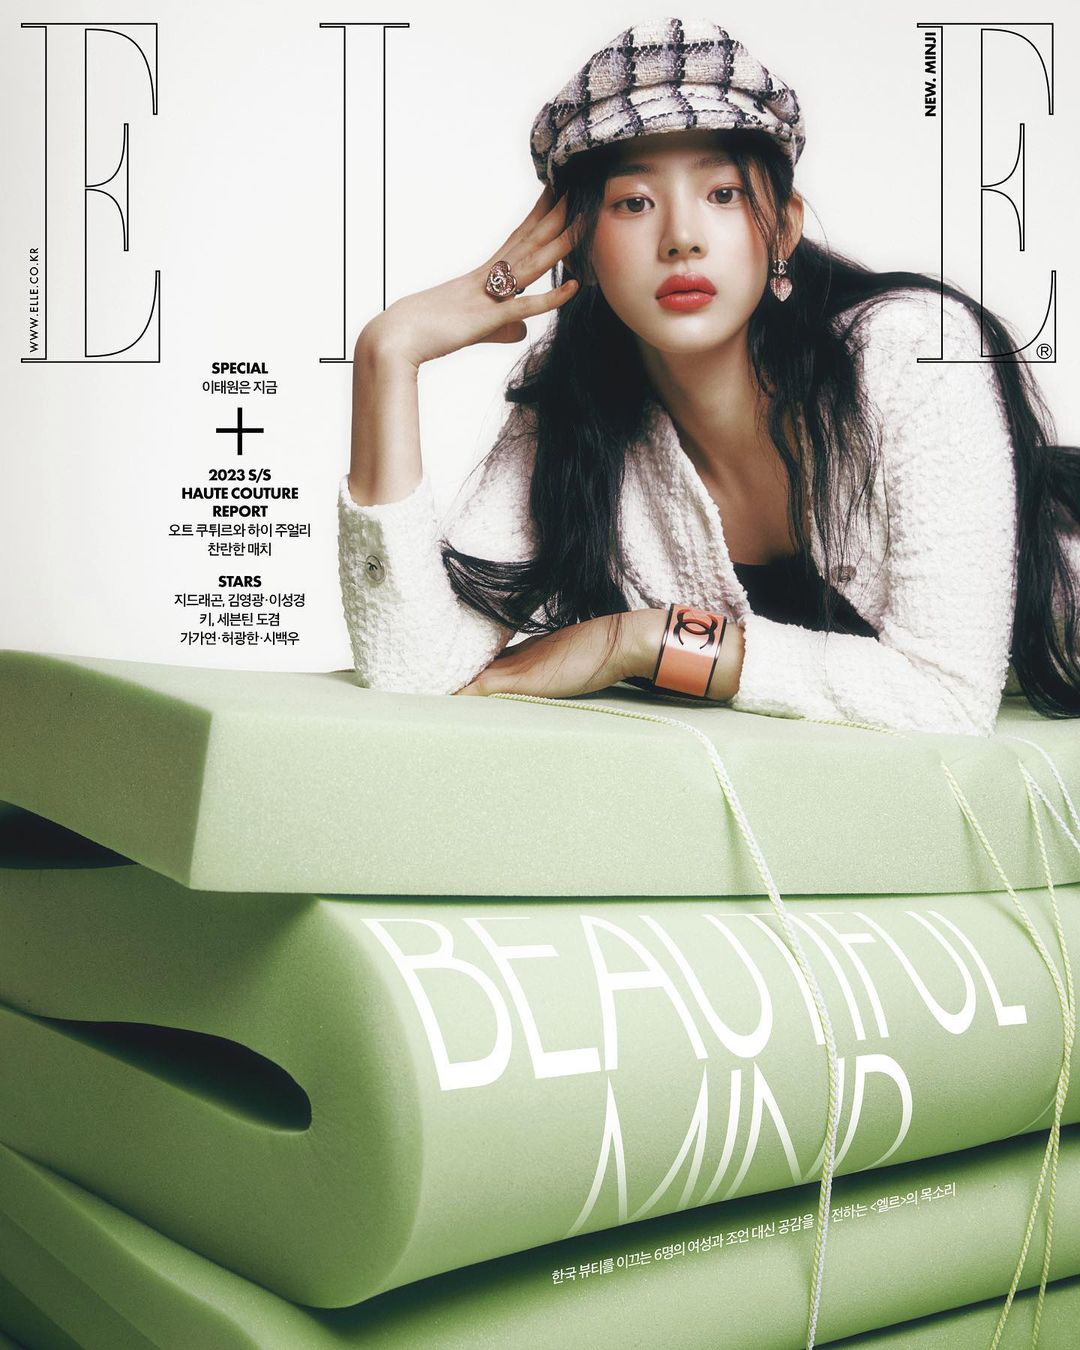 ELLE
NEW. MINJI
WWW.ELLE.CO.KR
®
SPECIAL
이태원은 지금
+
2023 S/S
HAUTE COUTURE
REPORT
오트 쿠튀르와 하이 주얼리
찬란한 매치
STARS
지드래곤, 김영광·이성경
키, 세븐틴 도겸
가가연·허광한·시백우
BEAUTIFUL
MIND
한국 뷰티를 이끄는 6명의 여성과 조언 대신 공감을 전하는 <엘르>의 목소리